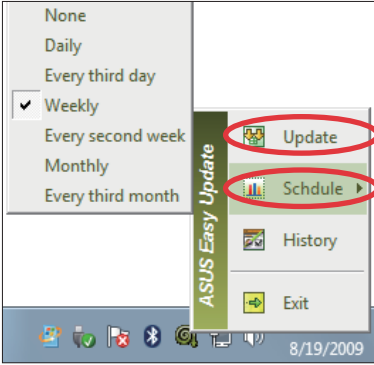 None
Daily
Every third day
Weekly
Every second week
Monthly
Every third month
ASUS Easy Update
Update
Schdule
History
Exit
8/19/2009